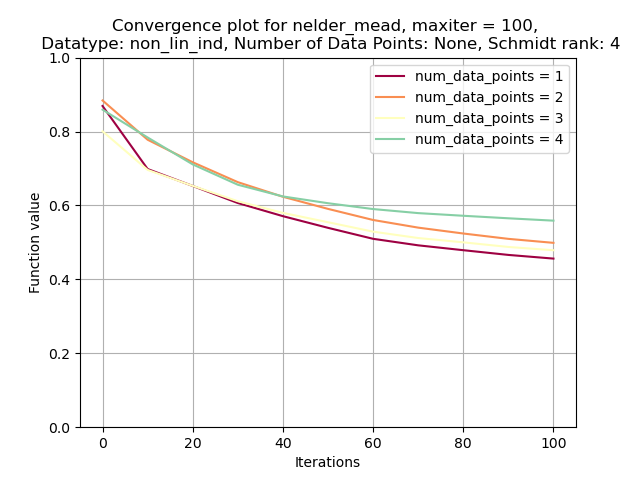 Convergence plot for nelder_mead, maxiter = 100,
Datatype: non_lin_ind, Number of Data Points: None, Schmidt rank: 4
num_data_points = 1
num_data_points = 2
num_data_points = 3
num_data_points = 4
Function value
1.0
0.8
0.6
0.4
0.2
0.0
0 20 40 60 80 100
Iterations